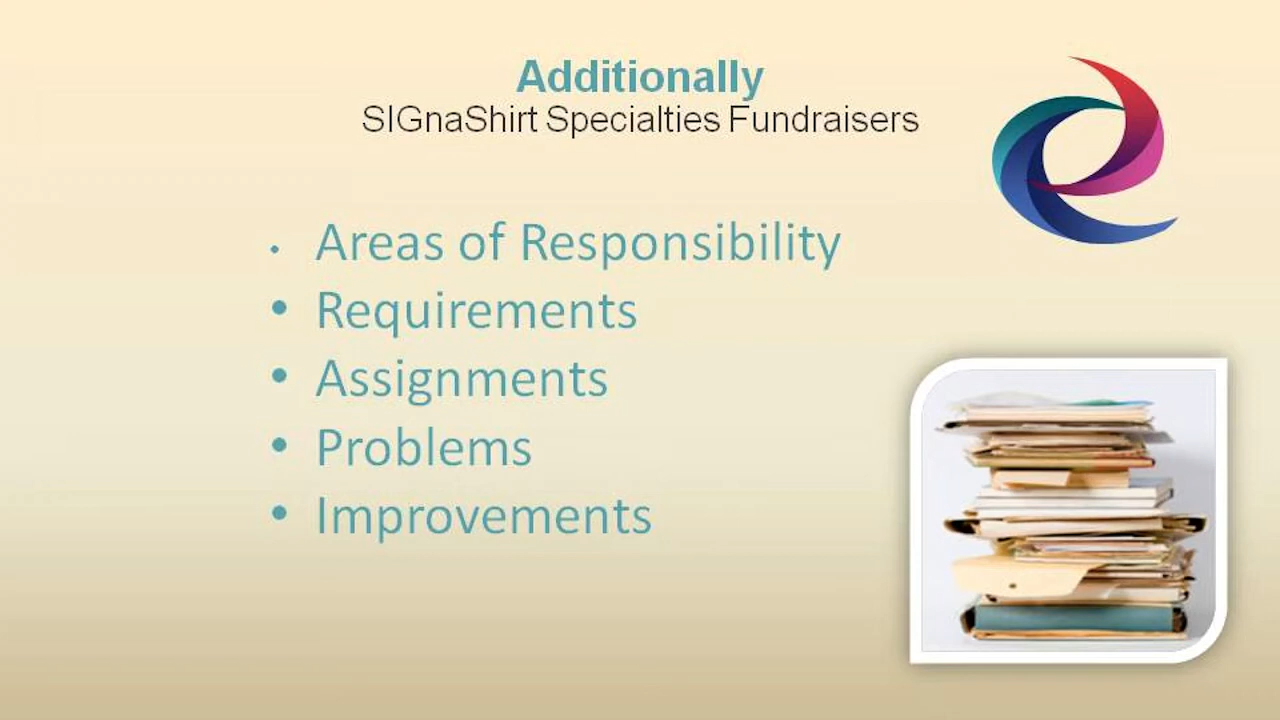 Additionally
SIGnaShirt Specialties Fundraisers
• Areas of Responsibility
• Requirements
• Assignments
• Problems
• Improvements